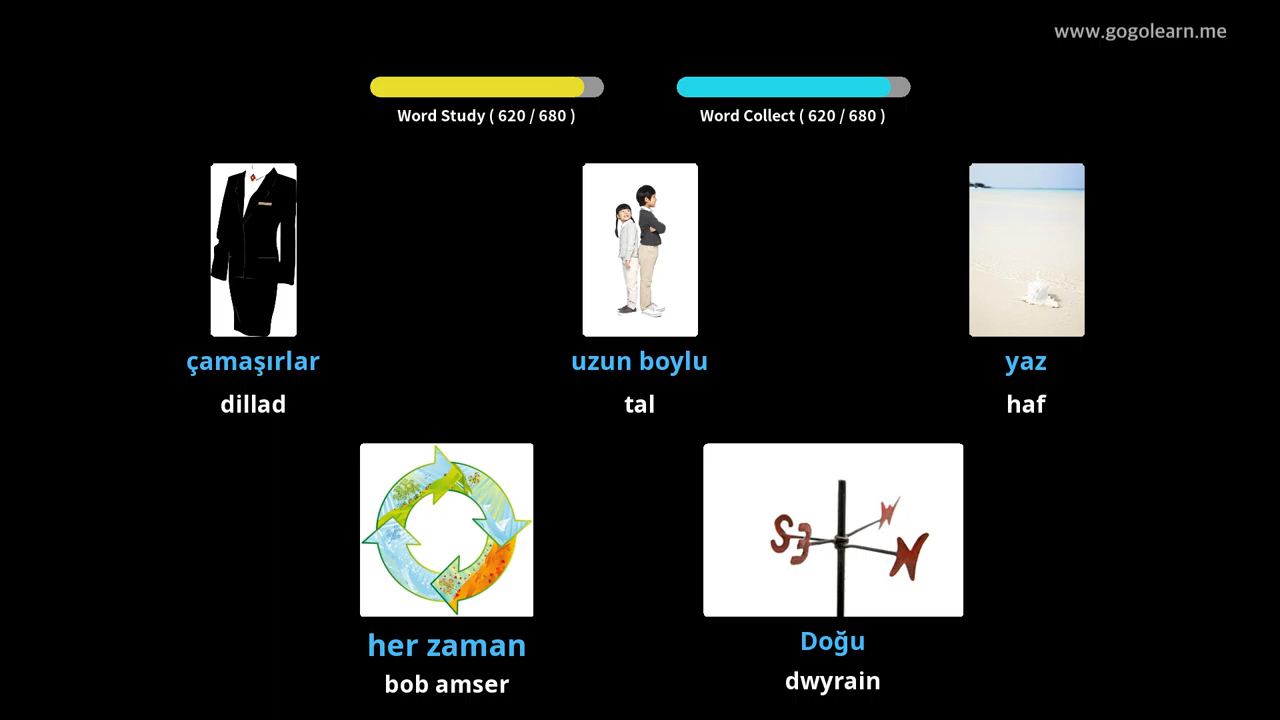 www.gogolearn.me
Word Study ( 620 / 680 )
Word Collect ( 620 / 680 )
çamaşırlar
uzun boylu
yaz
dillad
tal
haf
S
E
N
her zaman
Doğu
bob amser
dwyrain